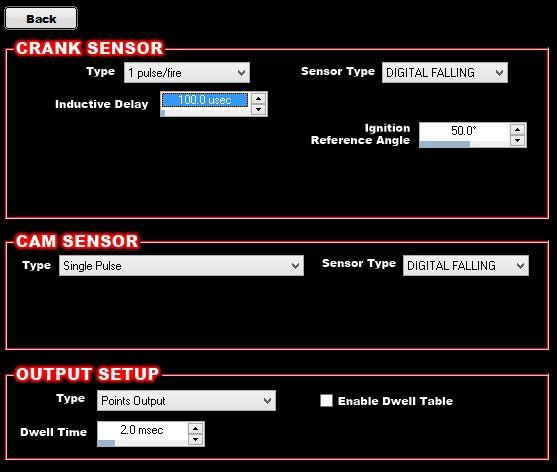 Back
CRANK SENSOR
Type 1 pulse/fire Sensor Type DIGITAL FALLING
Inductive Delay 100.0 usec
Ignition
Reference Angle 50.0°
CAM SENSOR
Type Single Pulse Sensor Type DIGITAL FALLING
OUTPUT SETUP
Type Points Output Enable Dwell Table
Dwell Time 2.0 msec